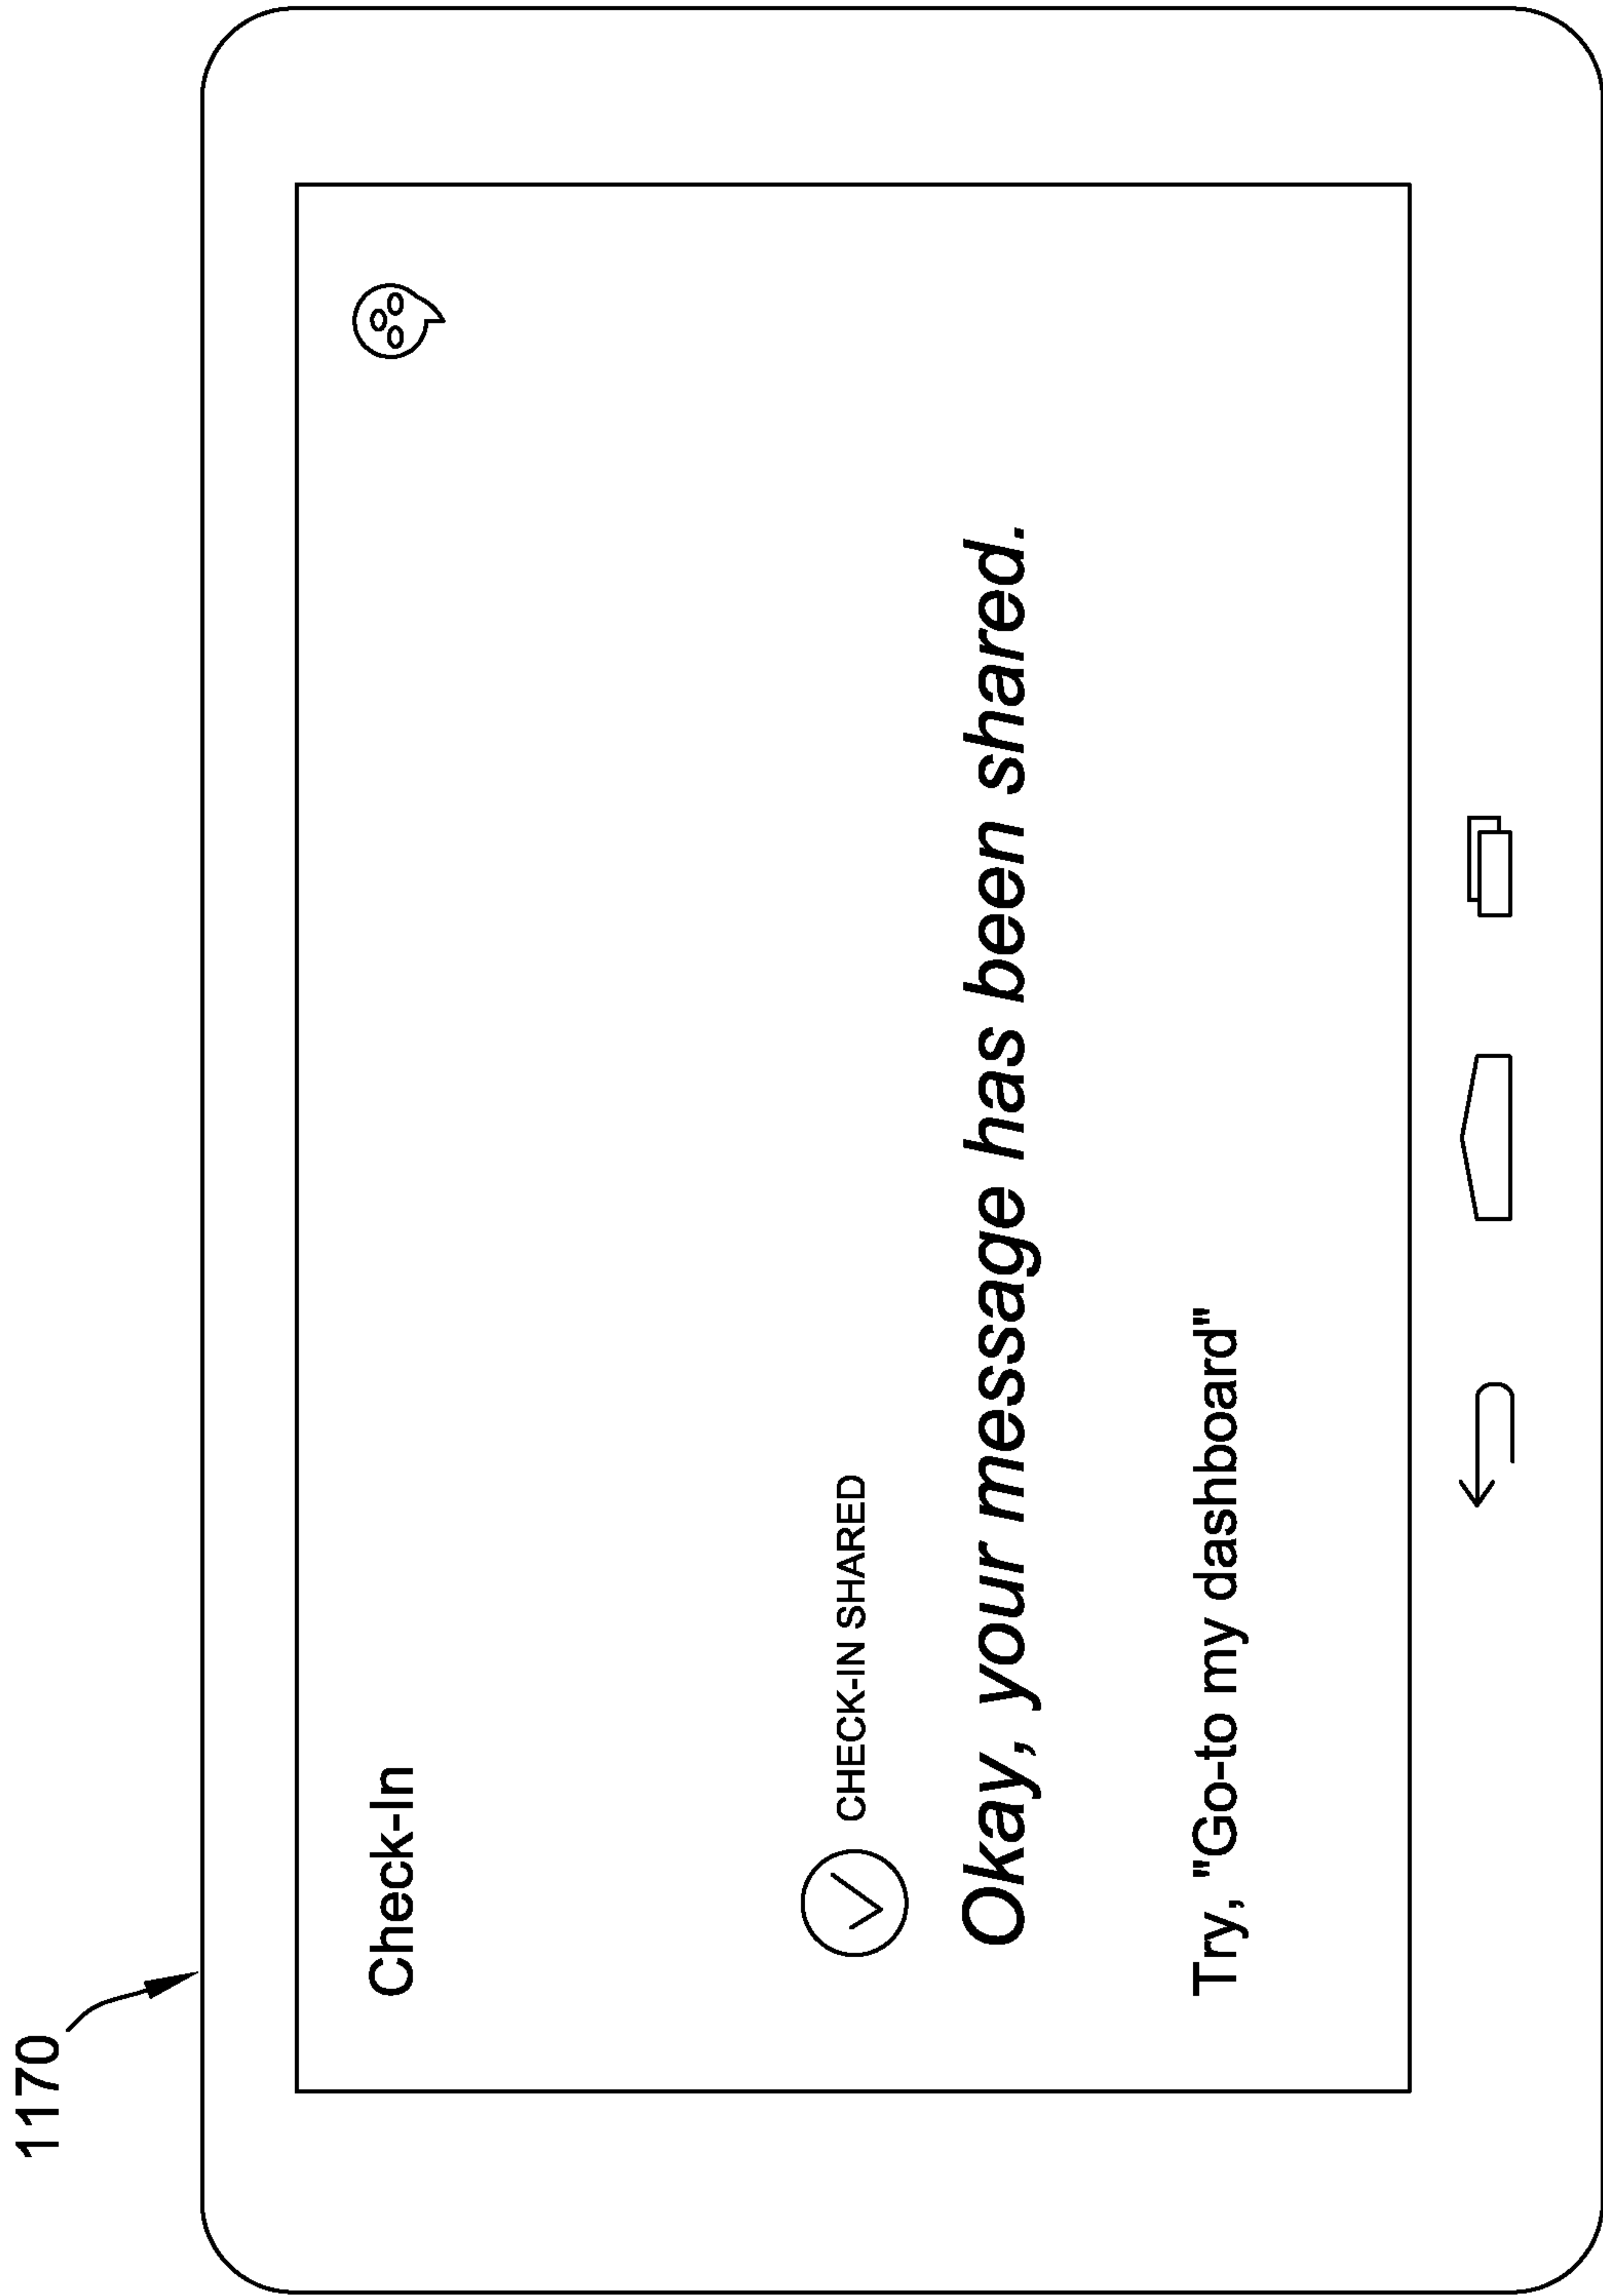 1170
Check-In
CHECK-IN SHARED
Okay, your message has been shared.
Try, "Go-to my dashboard"